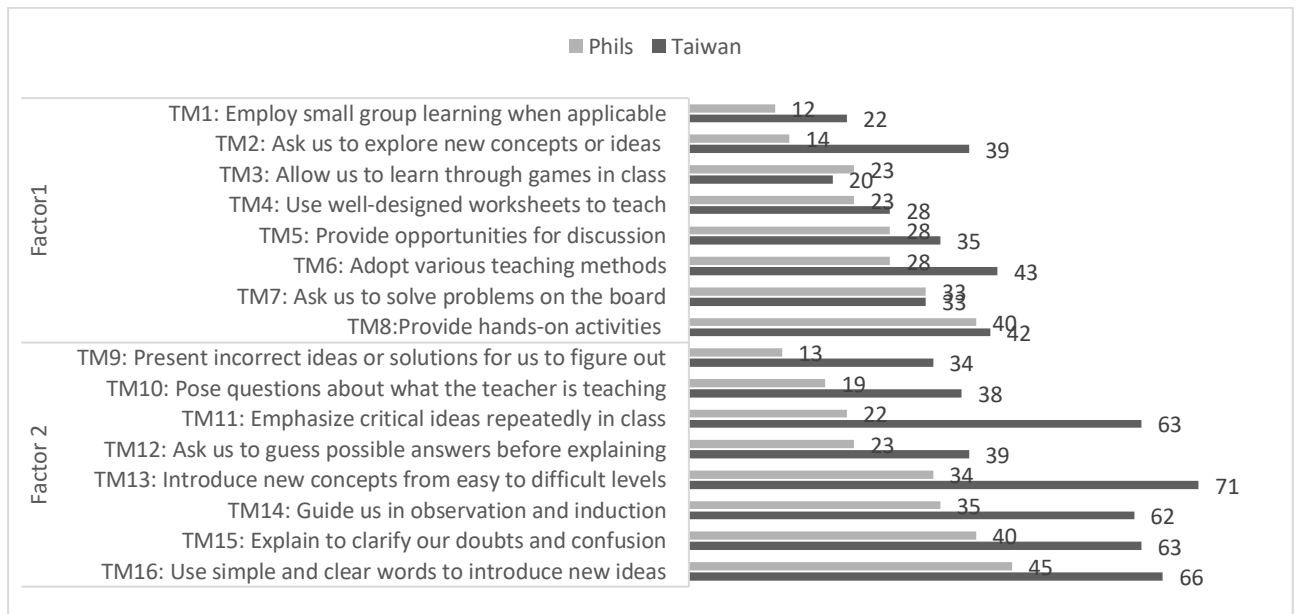 Phils Taiwan
Factor1
TM1: Employ small group learning when applicable 12 22
TM2: Ask us to explore new concepts or ideas 14 39
TM3: Allow us to learn through games in class 23 20
TM4: Use well-designed worksheets to teach 23 28
TM5: Provide opportunities for discussion 28 35
TM6: Adopt various teaching methods 28 43
TM7: Ask us to solve problems on the board 33 33
TM8:Provide hands-on activities 40 42
Factor 2
TM9: Present incorrect ideas or solutions for us to figure out 13 34
TM10: Pose questions about what the teacher is teaching 19 38
TM11: Emphasize critical ideas repeatedly in class 22 63
TM12: Ask us to guess possible answers before explaining 23 39
TM13: Introduce new concepts from easy to difficult levels 34 71
TM14: Guide us in observation and induction 35 62
TM15: Explain to clarify our doubts and confusion 40 63
TM16: Use simple and clear words to introduce new ideas 45 66